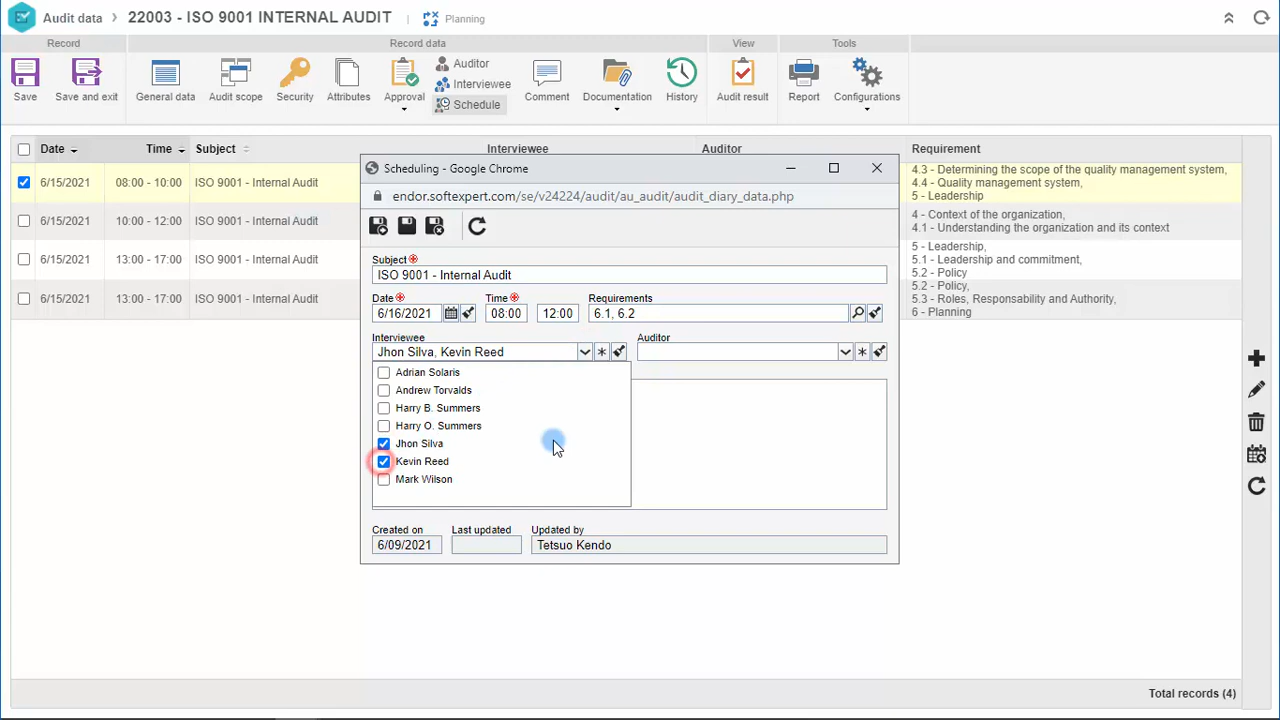 Audit data > 22003 - ISO 9001 INTERNAL AUDIT | Planning
Record
Record data
View
Tools
Save
Save and exit
General data
Audit scope
Security
Attributes
Approval
Auditor
Interviewee
Schedule
Comment
Documentation
History
Audit result
Report
Configurations
Date
Time
Subject
Interviewee
Auditor
Requirement
6/15/2021 08:00 - 10:00 ISO 9001 - Internal Audit
4.3 - Determining the scope of the quality management system,
4.4 - Quality management system,
5 - Leadership
6/15/2021 10:00 - 12:00 ISO 9001 - Internal Audit
4 - Context of the organization,
4.1 - Understanding the organization and its context
6/15/2021 13:00 - 17:00 ISO 9001 - Internal Audit
5 - Leadership,
5.1 - Leadership and commitment,
5.2 - Policy
6/15/2021 13:00 - 17:00 ISO 9001 - Internal Audit
5.2 - Policy,
5.3 - Roles, Responsability and Authority,
6 - Planning
Scheduling - Google Chrome
endor.softexpert.com/se/v24224/audit/au_audit/audit_diary_data.php
Subject
ISO 9001 - Internal Audit
Date
Time
Requirements
6/16/2021
08:00
12:00
6.1, 6.2
Interviewee
Auditor
Jhon Silva, Kevin Reed
Adrian Solaris
Andrew Torvalds
Harry B. Summers
Harry O. Summers
Jhon Silva
Kevin Reed
Mark Wilson
Created on
Last updated
Updated by
6/09/2021
Tetsuo Kendo
Total records (4)